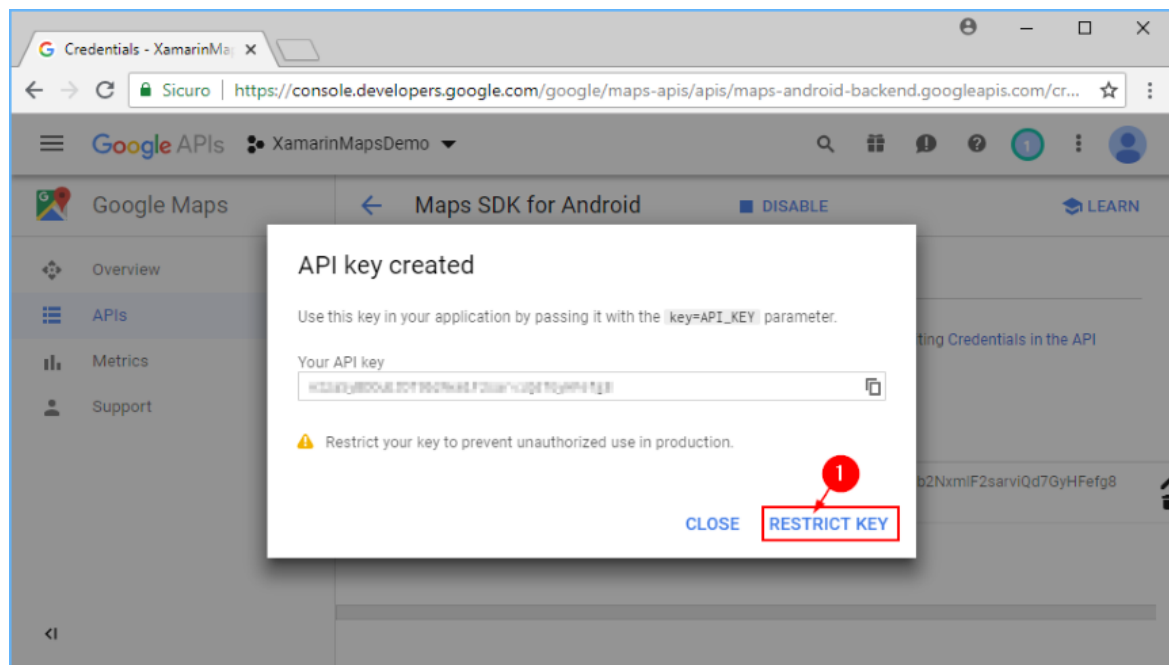 Credentials - XamarinMa
Sicuro | https://console.developers.google.com/google/maps-apis/apis/maps-android-backend.googleapis.com/cr...
Google APIs XamarinMapsDemo 1
Google Maps Maps SDK for Android DISABLE LEARN
Overview
APIs
Metrics
Support
API key created
Use this key in your application by passing it with the key=API_KEY parameter.
Your API key
Restrict your key to prevent unauthorized use in production.
1
CLOSE RESTRICT KEY
ting Credentials in the API